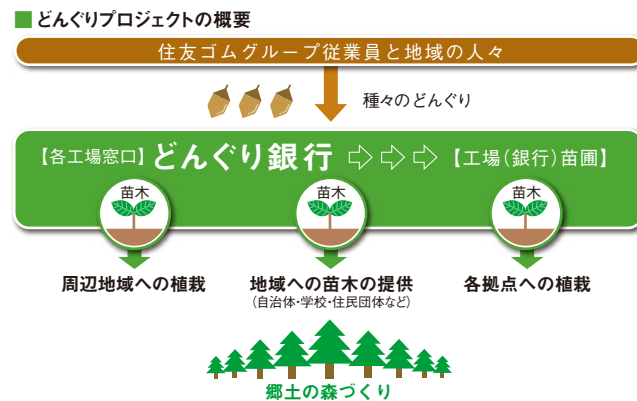 ■どんぐりプロジェクトの概要
住友ゴムグループ従業員と地域の人々
種々のどんぐり
【各工場窓口】どんぐり銀行 ⇨ ⇨ ⇨ 【工場(銀行)苗圃】
苗木 苗木 苗木
周辺地域への植栽 地域への苗木の提供 各拠点への植栽
(自治体・学校・住民団体など)
郷土の森づくり